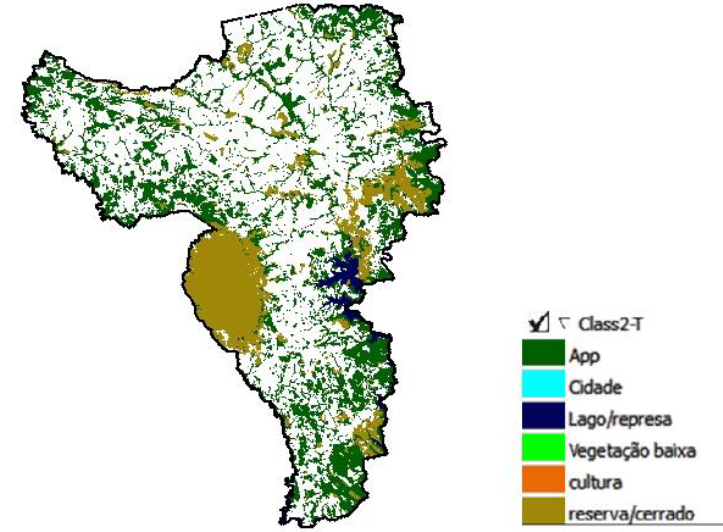 Class2-T
App
Cidade
Lago/represa
Vegetação baixa
cultura
reserva/cerrado